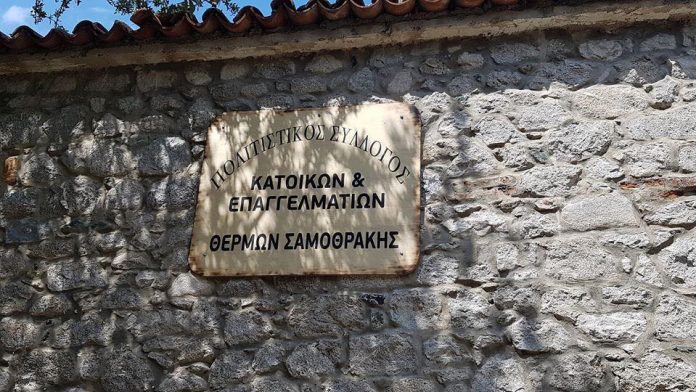 ΠΟΛΙΤΙΣΤΙΚΟΣ ΣΥΛΛΟΓΟΣ
ΚΑΤΟΙΚΩΝ &
ΕΠΑΓΓΕΛΜΑΤΙΩΝ
ΘΕΡΜΩΝ ΣΑΜΟΘΡΑΚΗΣ